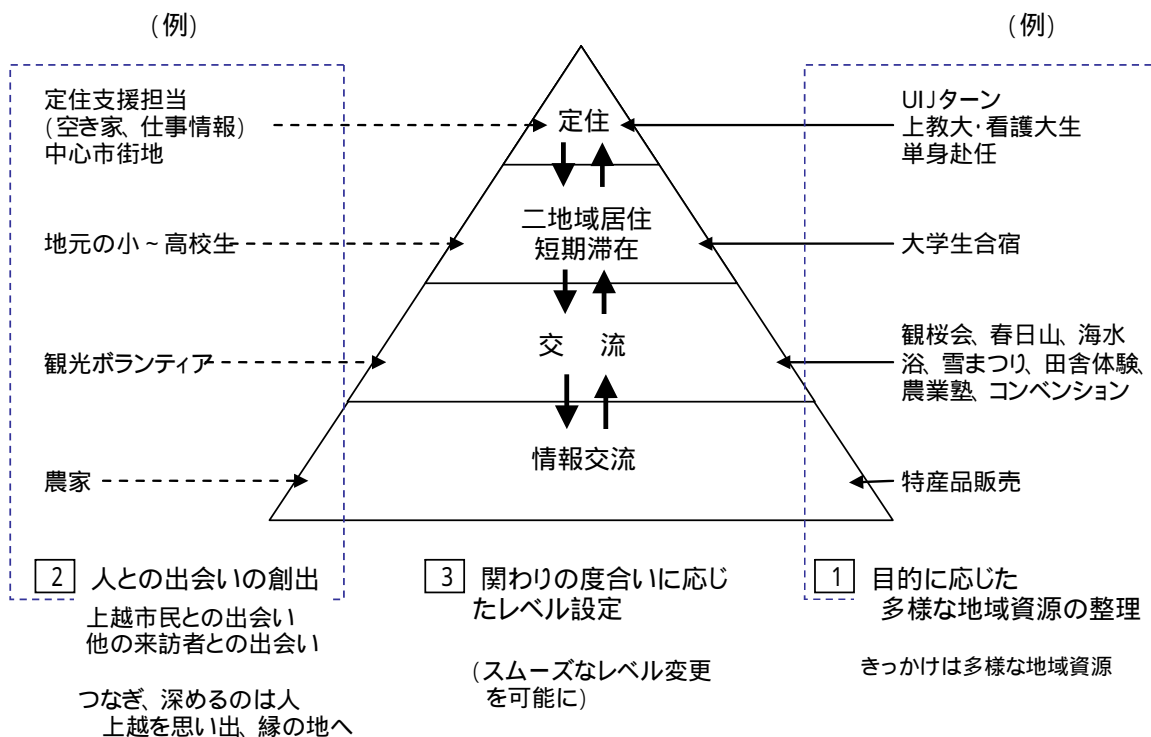 (例)
定住支援担当
(空き家、仕事情報)
中心市街地
地元の小~高校生
観光ボランティア
農家
定住
二地域居住
短期滞在
交 流
情報交流
(例)
UIJターン
上教大・看護大生
単身赴任
大学生合宿
観桜会、春日山、海水
浴、雪まつり、田舎体験、
農業塾、コンベンション
特産品販売
2 人との出会いの創出
上越市民との出会い
他の来訪者との出会い
つなぎ、深めるのは人
上越を思い出、縁の地へ
3 関わりの度合いに応じ
たレベル設定
(スムーズなレベル変更
を可能に)
1 目的に応じた
多様な地域資源の整理
きっかけは多様な地域資源